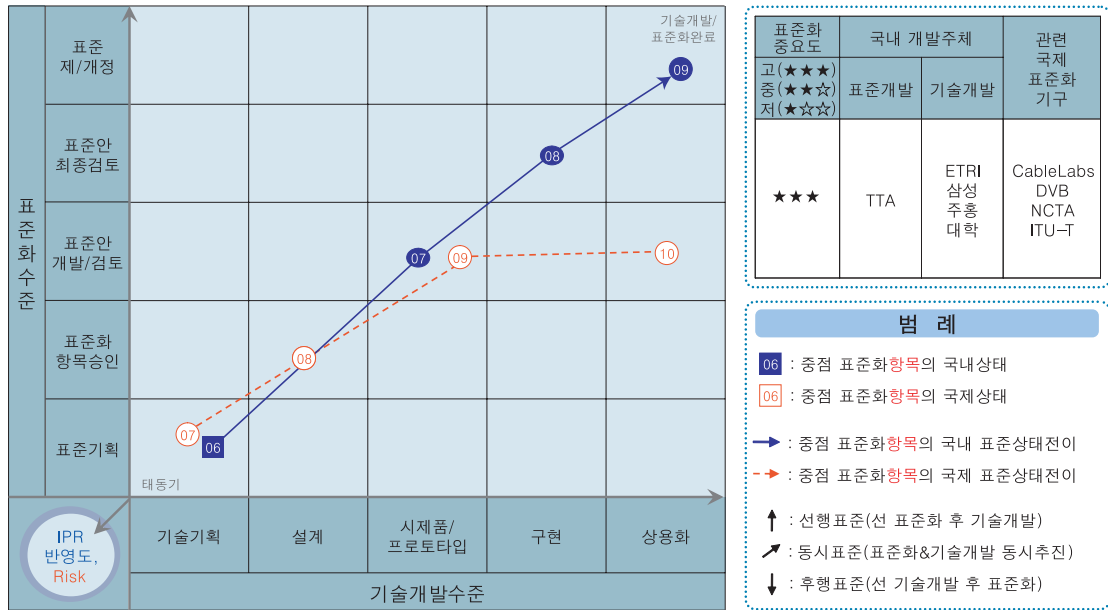 기술개발/
표준화완료
표준
제/개정
09
표준안
최종검토
08
표준화수준
표준안
개발/검토
07
09
10
표준화
항목승인
08
표준기획
07
06
태동기
IPR
반영도,
Risk
기술기획
설계
시제품/
프로토타입
구현
상용화
기술개발수준
표준화
중요도
국내 개발주체
관련
국제
표준화
기구
고(★★★)
중(★★☆)
저(★☆☆)
표준개발
기술개발
★★★
TTA
ETRI
삼성
주홍
대학
CableLabs
DVB
NCTA
ITU-T
범 례
06 : 중점 표준화항목의 국내상태
06 : 중점 표준화항목의 국제상태
: 중점 표준화항목의 국내 표준상태전이
: 중점 표준화항목의 국제 표준상태전이
: 선행표준(선 표준화 후 기술개발)
: 동시표준(표준화&기술개발 동시추진)
: 후행표준(선 기술개발 후 표준화)